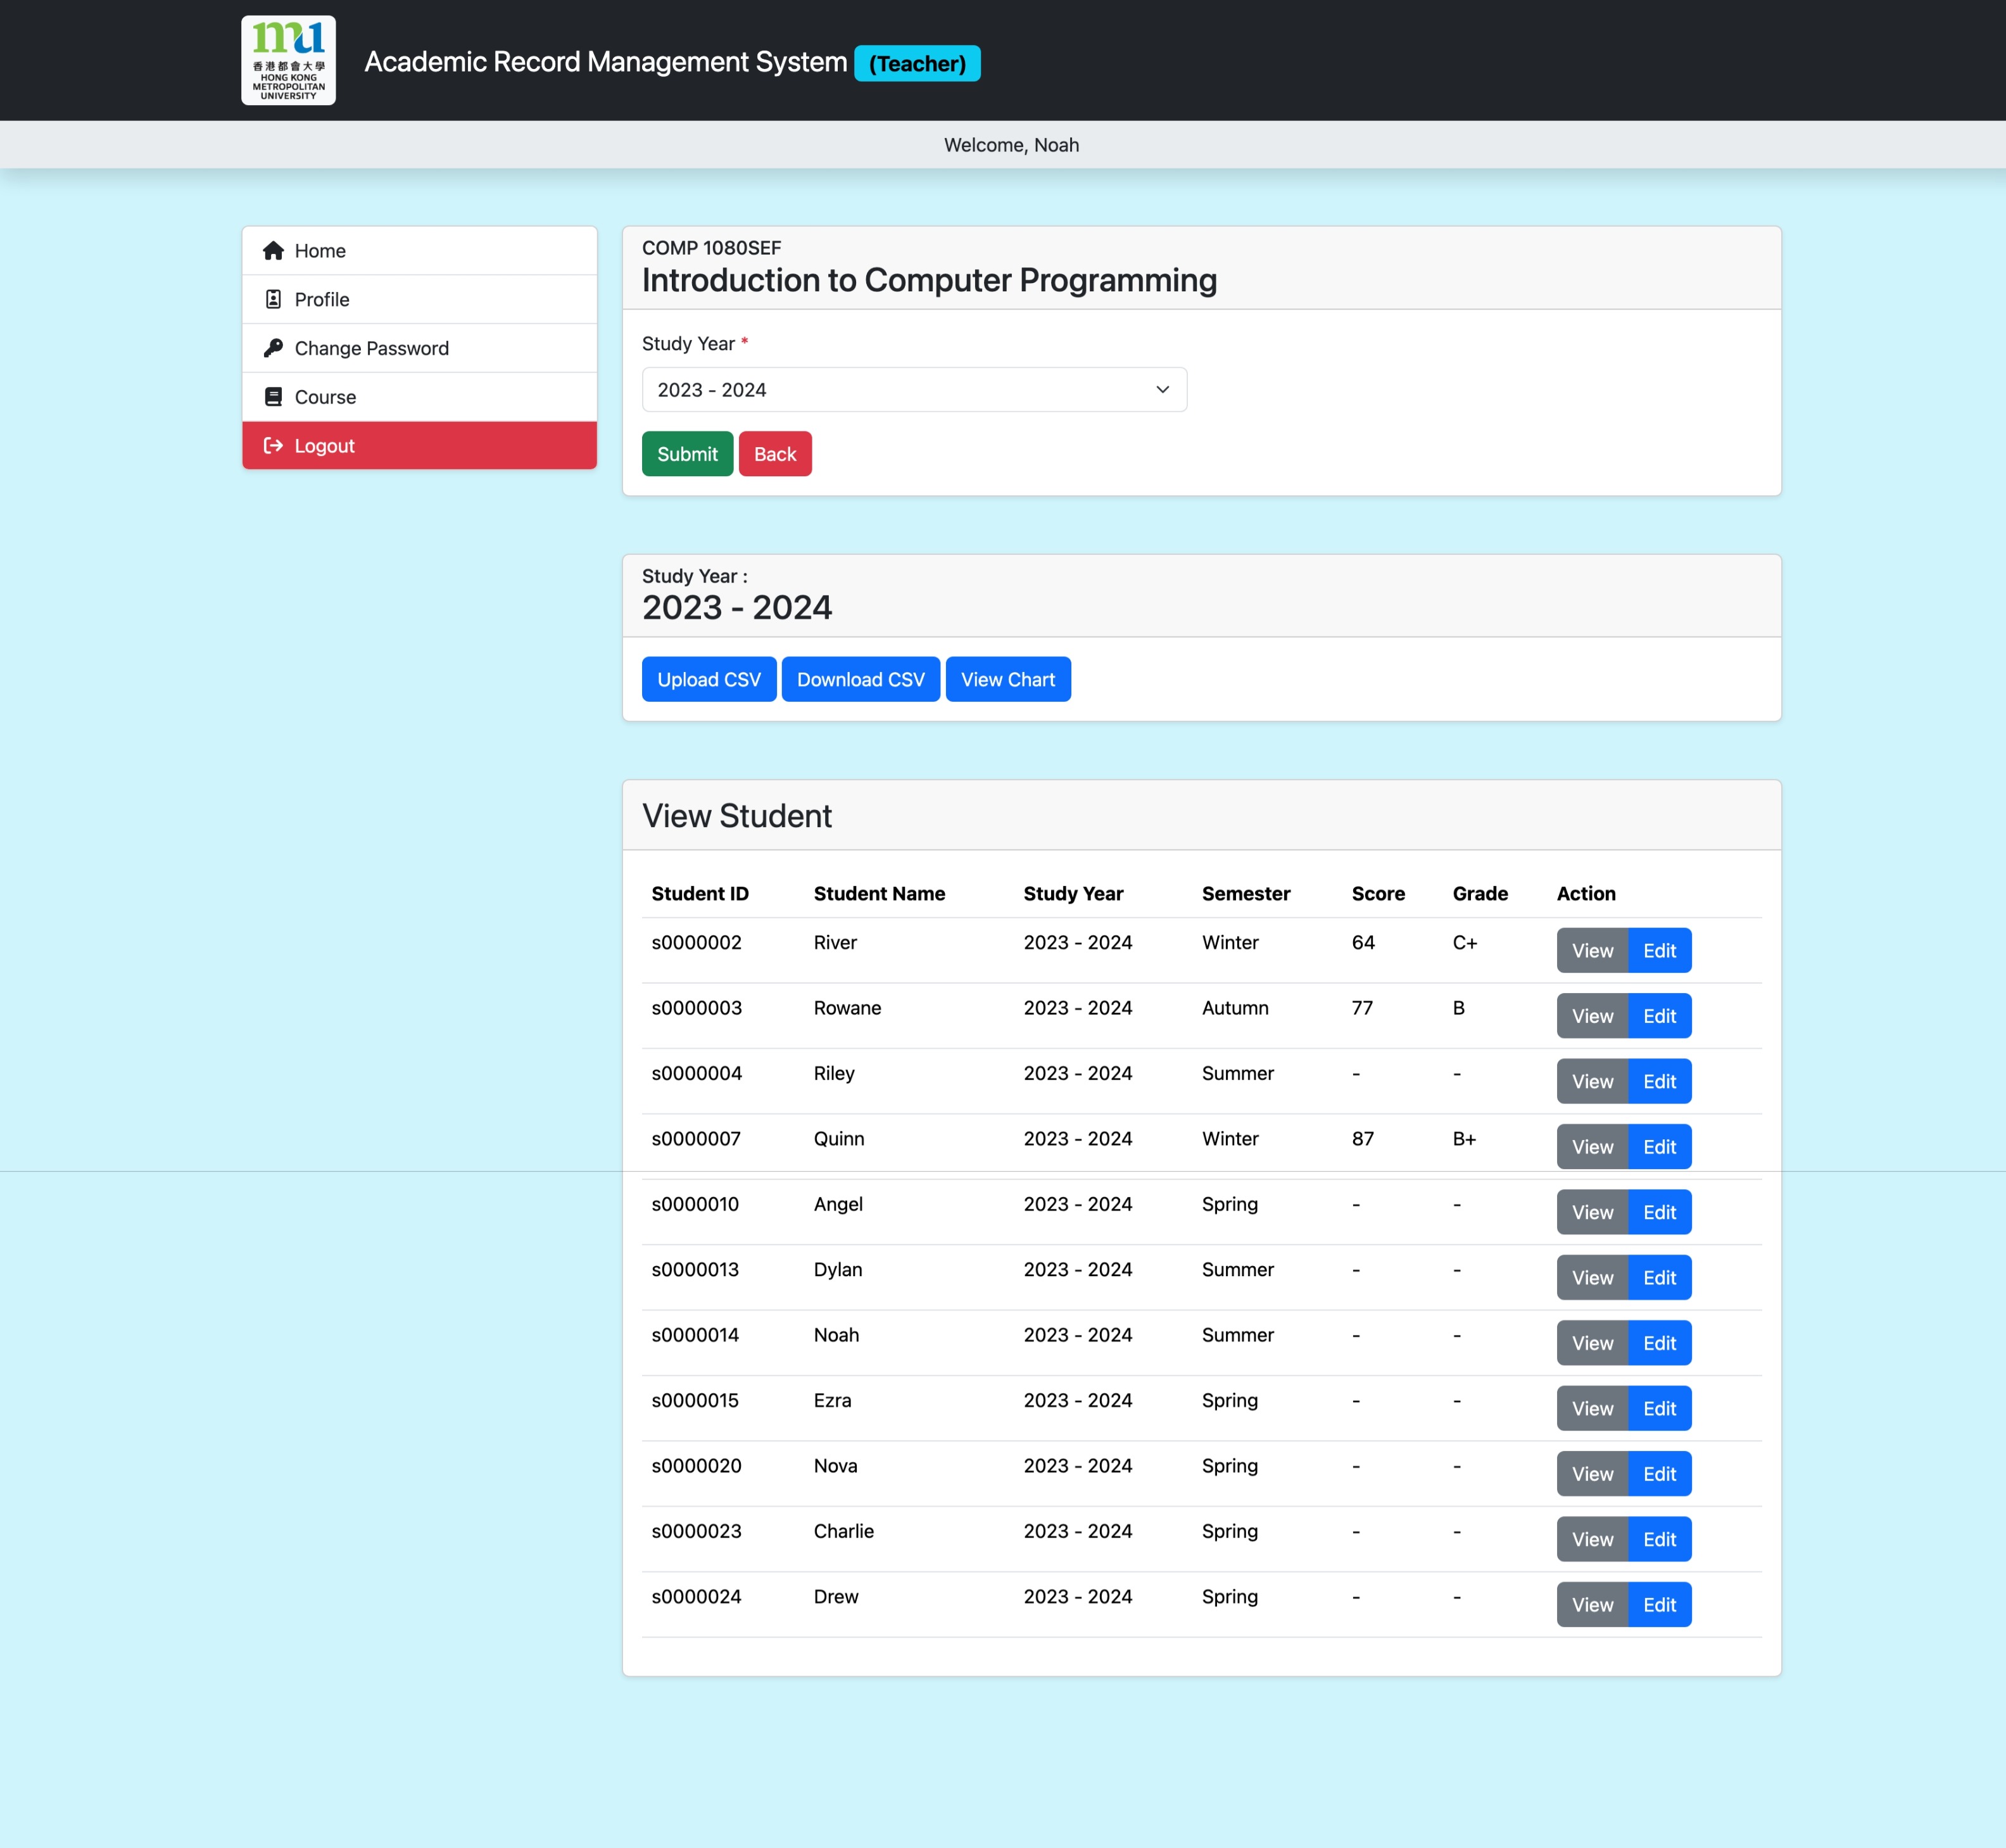 mu
香港都會大學
HONG KONG
METROPOLITAN
UNIVERSITY
Academic Record Management System (Teacher)
Welcome, Noah
Home
Profile
Change Password
Course
Logout
COMP 1080SEF
Introduction to Computer Programming
Study Year *
2023 - 2024
Submit Back
Study Year :
2023 - 2024
Upload CSV Download CSV View Chart
View Student
Student ID Student Name Study Year Semester Score Grade Action
s0000002 River 2023 - 2024 Winter 64 C+ View Edit
s0000003 Rowane 2023 - 2024 Autumn 77 B View Edit
s0000004 Riley 2023 - 2024 Summer - - View Edit
s0000007 Quinn 2023 - 2024 Winter 87 B+ View Edit
s0000010 Angel 2023 - 2024 Spring - - View Edit
s0000013 Dylan 2023 - 2024 Summer - - View Edit
s0000014 Noah 2023 - 2024 Summer - - View Edit
s0000015 Ezra 2023 - 2024 Spring - - View Edit
s0000020 Nova 2023 - 2024 Spring - - View Edit
s0000023 Charlie 2023 - 2024 Spring - - View Edit
s0000024 Drew 2023 - 2024 Spring - - View Edit